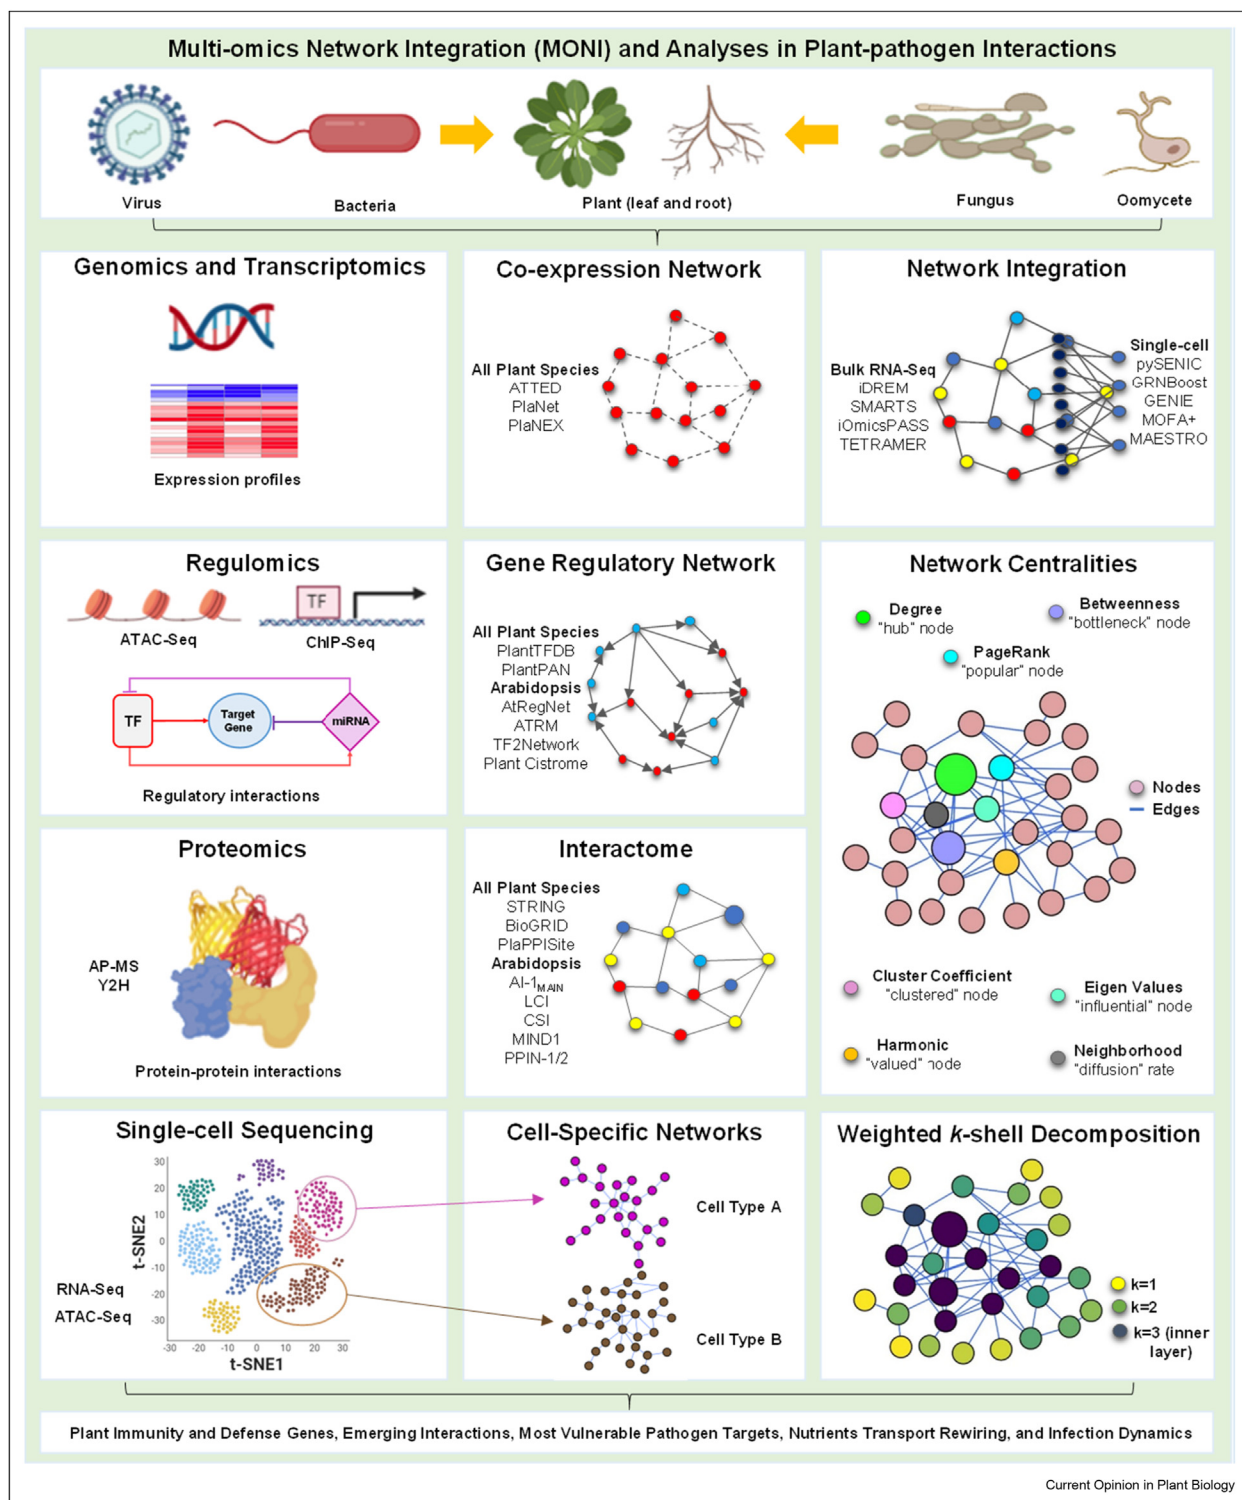 Multi-omics Network Integration (MONI) and Analyses in Plant-pathogen Interactions
Virus
Bacteria
Plant (leaf and root)
Fungus
Oomycete
Genomics and Transcriptomics
Expression profiles
Co-expression Network
All Plant Species
ATTED
PlaNet
PlaNEX
Network Integration
Bulk RNA-Seq
iDREM
SMARTS
iOmicsPASS
TETRAMER
Single-cell
pySENIC
GRNBoost
GENIE
MOFA+
MAESTRO
Regulomics
ATAC-Seq
TF
ChIP-Seq
TF
Target
Gene
miRNA
Regulatory interactions
Gene Regulatory Network
All Plant Species
PlantTFDB
PlantPAN
Arabidopsis
AtRegNet
ATRM
TF2Network
Plant Cistrome
Network Centralities
Degree
"hub" node
Betweenness
"bottleneck" node
PageRank
"popular" node
Nodes
Edges
Cluster Coefficient
"clustered" node
Eigen Values
"influential" node
Harmonic
"valued" node
Neighborhood
"diffusion" rate
Proteomics
AP-MS
Y2H
Protein-protein interactions
Interactome
All Plant Species
STRING
BioGRID
PlaPPISite
Arabidopsis
AI-1MAIN
LCI
CSI
MIND1
PPIN-1/2
Single-cell Sequencing
RNA-Seq
ATAC-Seq
t-SNE2
30
20
10
0
-10
-20
-30
-30 -20 -10 0 10 20 30
t-SNE1
Cell-Specific Networks
Cell Type A
Cell Type B
Weighted k-shell Decomposition
k=1
k=2
k=3 (inner
layer)
Plant Immunity and Defense Genes, Emerging Interactions, Most Vulnerable Pathogen Targets, Nutrients Transport Rewiring, and Infection Dynamics
Current Opinion in Plant Biology